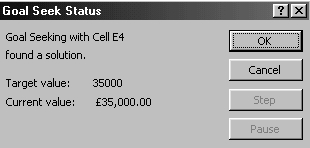 Goal Seek Status
Goal Seeking with Cell E4
found a solution.
Target value: 35000
Current value: £35,000.00
OK
Cancel
Step
Pause